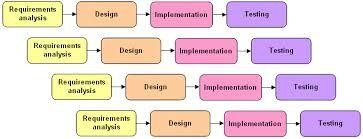 Requirements
analysis
Design
Implementation
Testing
Requirements
analysis
Design
Implementation
Testing
Requirements
analysis
Design
Implementation
Testing
Requirements
analysis
Design
Implementation
Testing